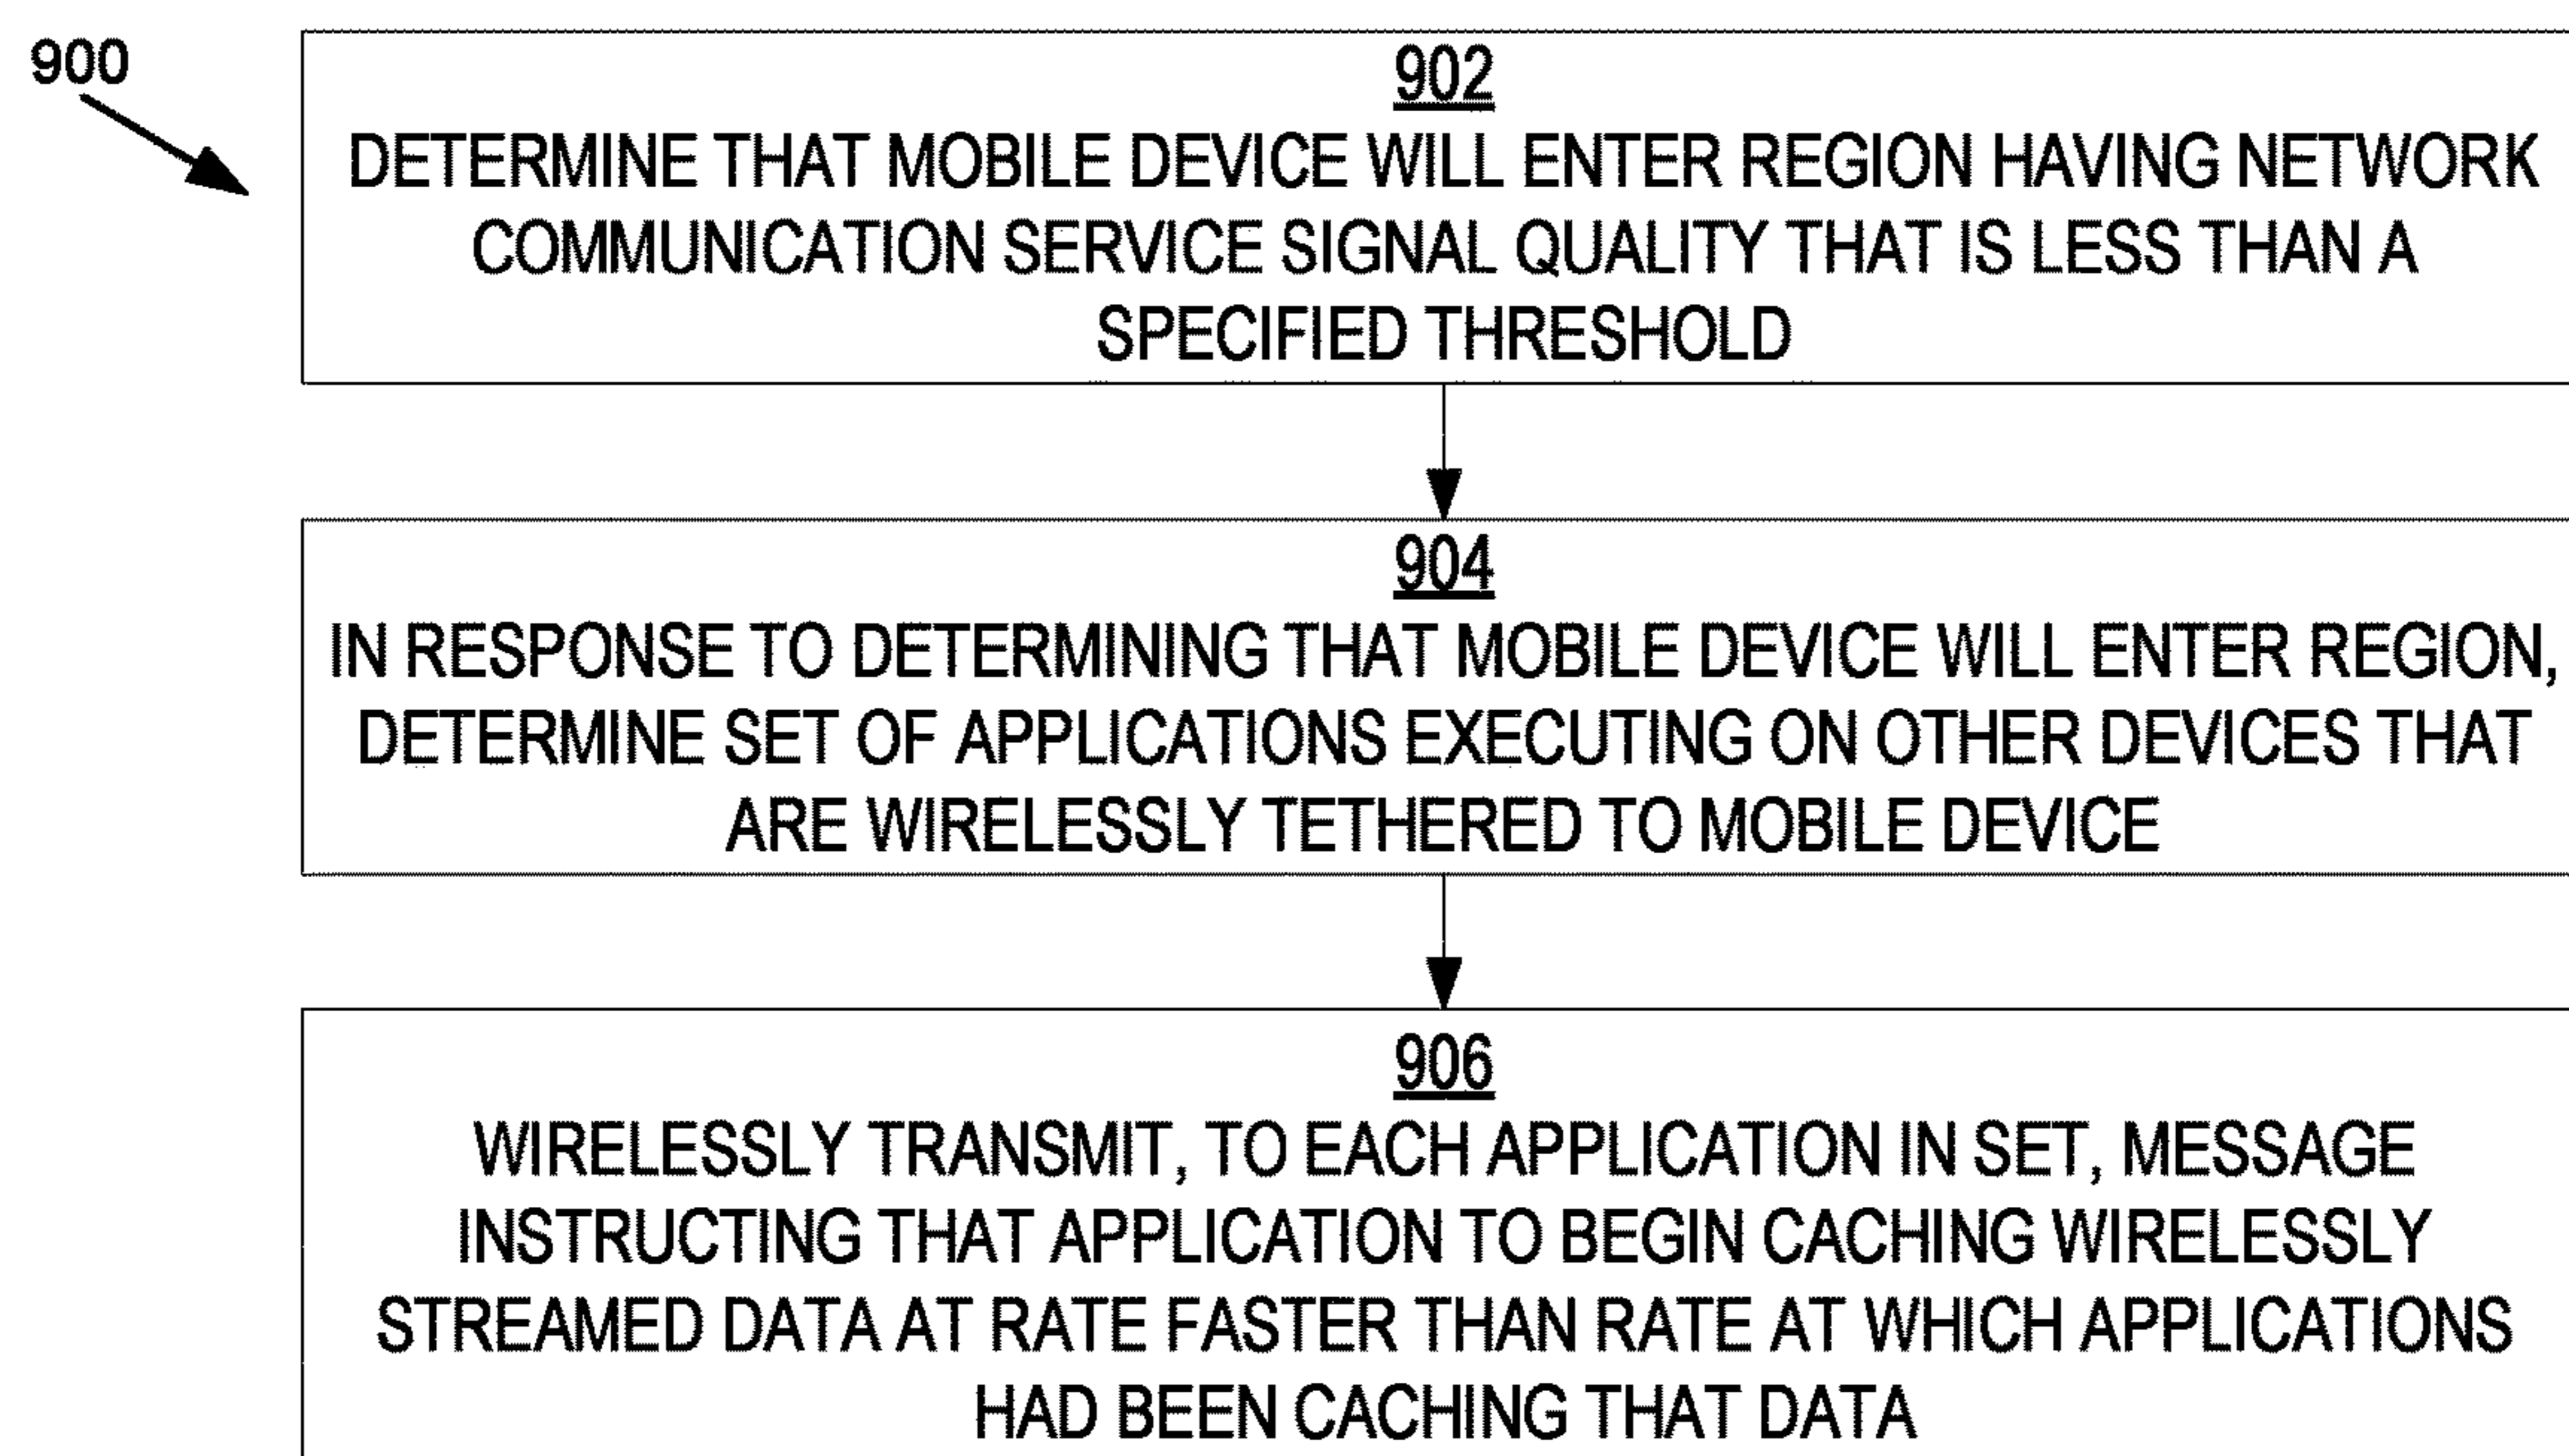 900
902
DETERMINE THAT MOBILE DEVICE WILL ENTER REGION HAVING NETWORK
COMMUNICATION SERVICE SIGNAL QUALITY THAT IS LESS THAN A
SPECIFIED THRESHOLD
904
IN RESPONSE TO DETERMINING THAT MOBILE DEVICE WILL ENTER REGION,
DETERMINE SET OF APPLICATIONS EXECUTING ON OTHER DEVICES THAT
ARE WIRELESSLY TETHERED TO MOBILE DEVICE
906
WIRELESSLY TRANSMIT, TO EACH APPLICATION IN SET, MESSAGE
INSTRUCTING THAT APPLICATION TO BEGIN CACHING WIRELESSLY
STREAMED DATA AT RATE FASTER THAN RATE AT WHICH APPLICATIONS
HAD BEEN CACHING THAT DATA